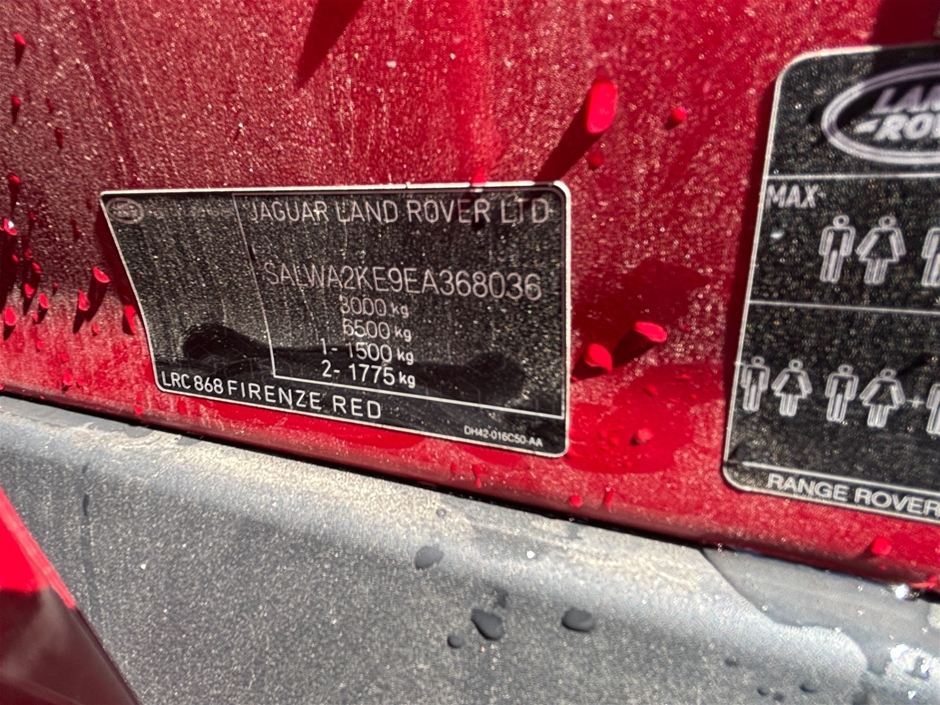 JAGUAR LAND ROVER LTD
SALWA2KE9EA368036
3000 kg
6500 kg
1- 1500 kg
2- 1775 kg
LRC 868 FIRENZE RED
DH42-016C50-AA
MAX
RANGE ROVER